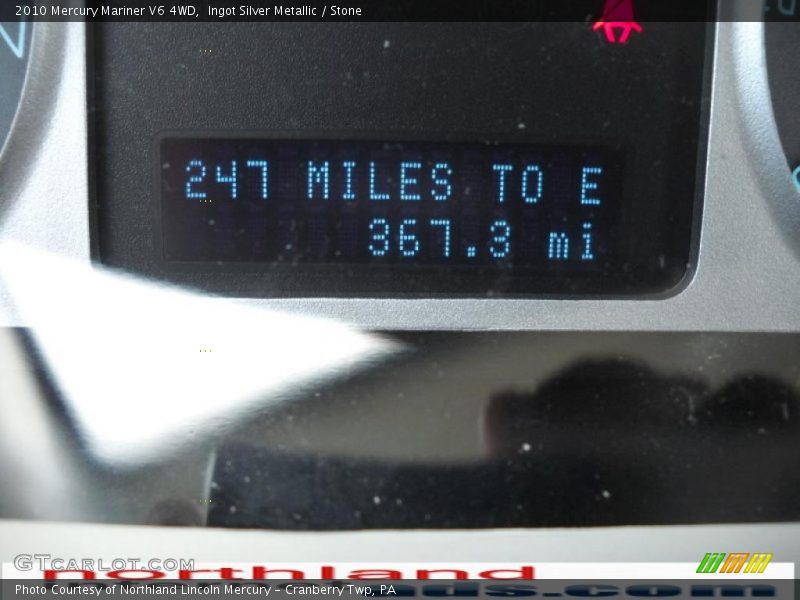 2010 Mercury Mariner V6 4WD,  Ingot Silver Metallic / Stone
247 MILES TO E
367.3 mi
GTCARLOT.COM
northland
Photo Courtesy of Northland Lincoln Mercury - Cranberry Twp, PA